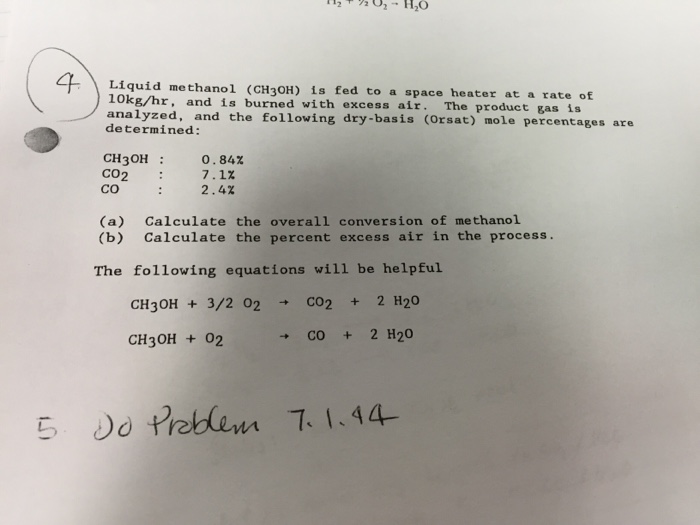 H2 + ½ O2 - H2O
4
Liquid methanol (CH3OH) is fed to a space heater at a rate of
10kg/hr, and is burned with excess air. The product gas is
analyzed, and the following dry-basis (Orsat) mole percentages are
determined:
CH3OH : 0.84%
CO2 : 7.1%
CO : 2.4%
(a) Calculate the overall conversion of methanol
(b) Calculate the percent excess air in the process.
The following equations will be helpful
CH3OH + 3/2 O2 → CO2 + 2 H2O
CH3OH + O2 → CO + 2 H2O
5 Do Problem 7.1.44